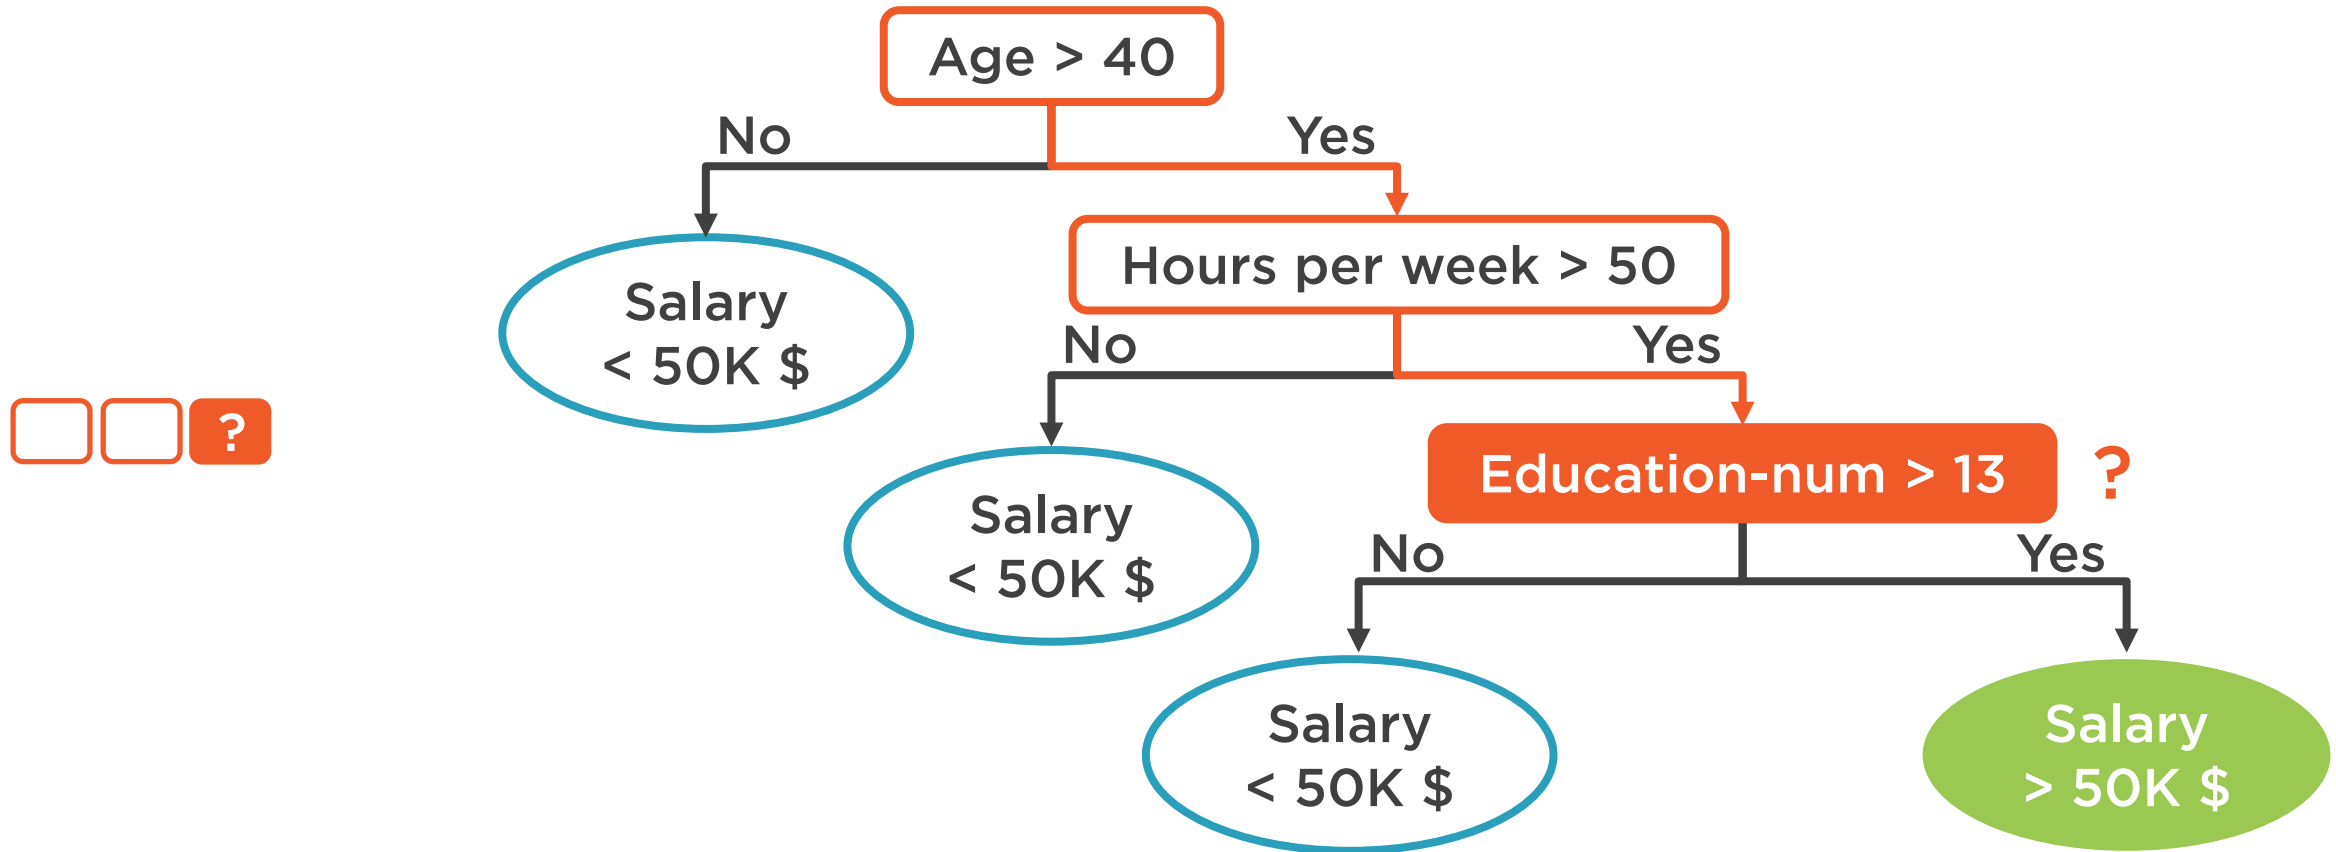 Age > 40
No
Yes
Hours per week > 50
Salary
< 50K $
No
Yes
?
Education-num > 13
?
Salary
< 50K $
No
Yes
Salary
< 50K $
Salary
> 50K $